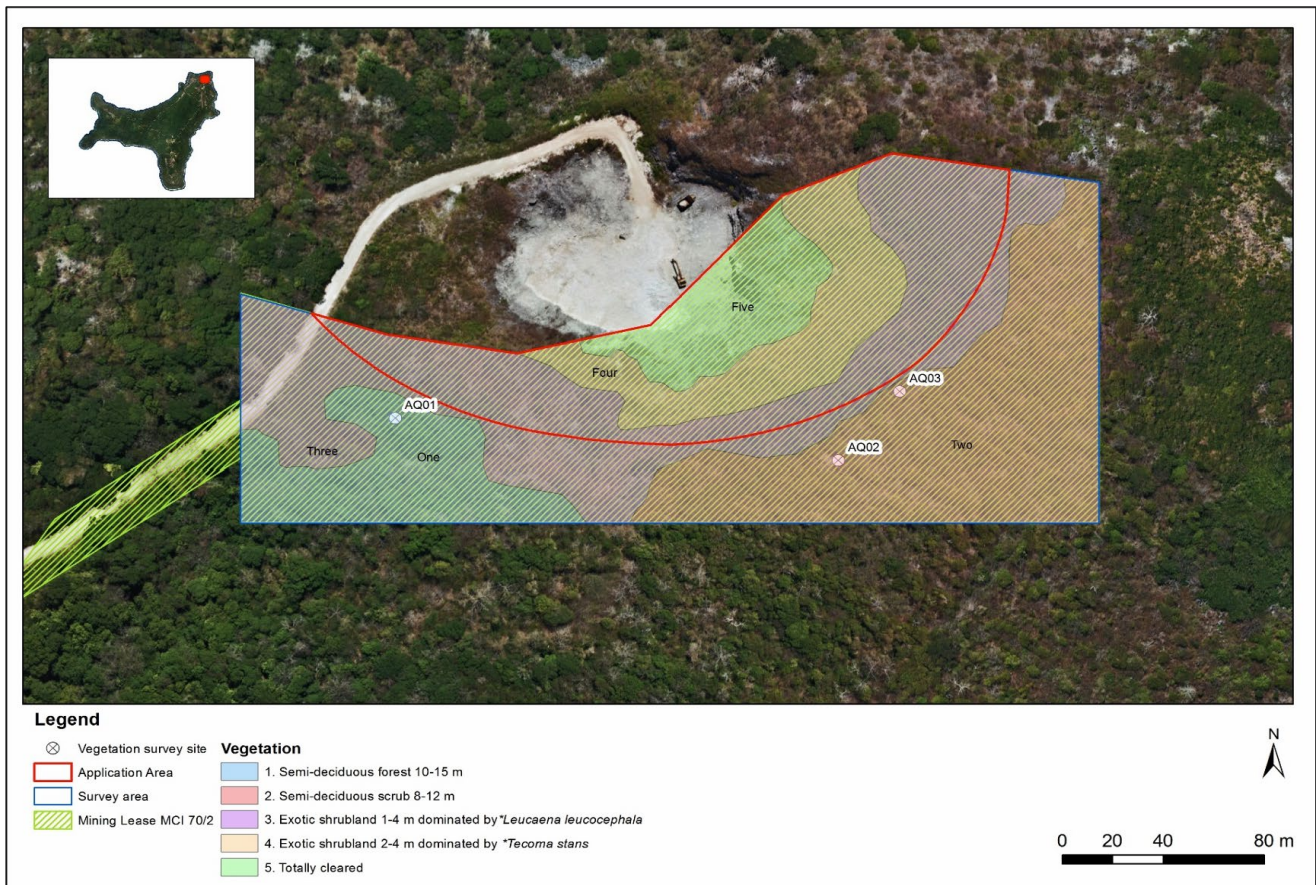 Five
Four
AQ03
AQ01
Three
One
AQ02
Two
Legend
Vegetation survey site
Application Area
Survey area
Mining Lease MCI 70/2
Vegetation
1. Semi-deciduous forest 10-15 m
2. Semi-deciduous scrub 8-12 m
3. Exotic shrubland 1-4 m dominated by *Leucaena leucocephala
4. Exotic shrubland 2-4 m dominated by *Tecoma stans
5. Totally cleared
N
0 20 40 80 m